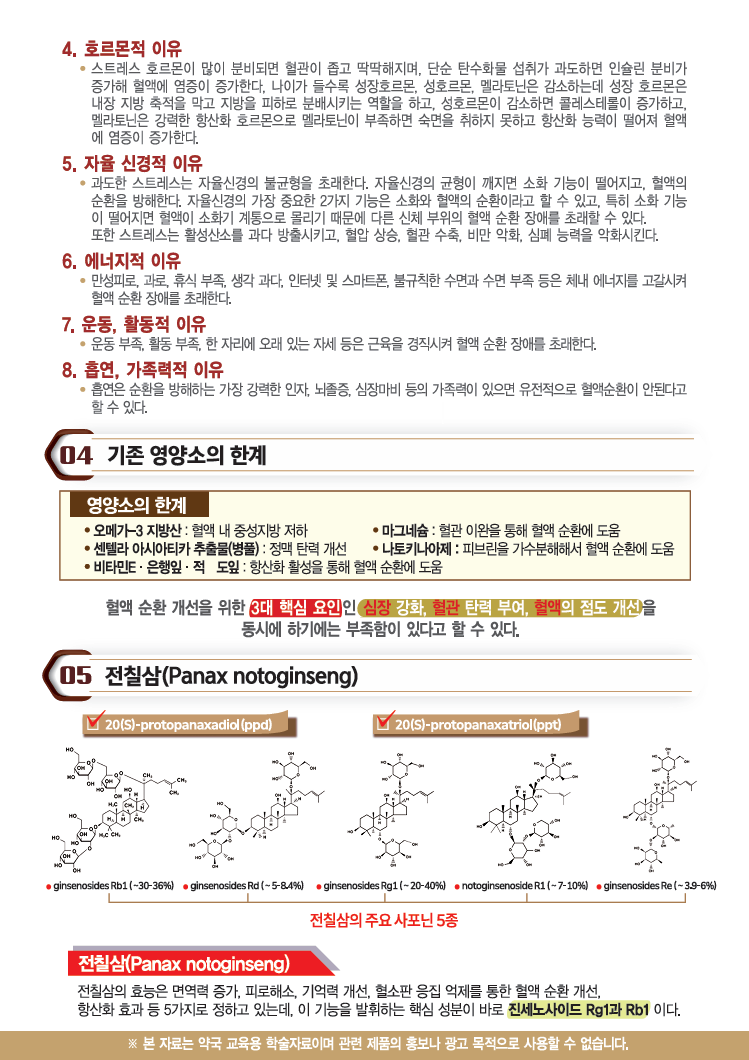 4. 호르몬적 이유
• 스트레스 호르몬이 많이 분비되면 혈관이 좁고 딱딱해지며, 단순 탄수화물 섭취가 과도하면 인슐린 분비가
증가해 혈액에 염증이 증가한다, 나이가 들수록 성장호르몬, 성호르몬, 멜라토닌은 감소하는데 성장 호르몬은
내장 지방 축적을 막고 지방을 피하로 분배시키는 역할을 하고, 성호르몬이 감소하면 콜레스테롤이 증가하고,
멜라토닌은 강력한 항산화 호르몬으로 멜라토닌이 부족하면 숙면을 취하지 못하고 항산화 능력이 떨어져 혈액
에 염증이 증가한다.
5. 자율 신경적 이유
• 과도한 스트레스는 자율신경의 불균형을 초래한다. 자율신경의 균형이 깨지면 소화 기능이 떨어지고, 혈액의
순환을 방해한다. 자율신경의 가장 중요한 2가지 기능은 소화와 혈액의 순환이라고 할 수 있고, 특히 소화 기능
이 떨어지면 혈액이 소화기 계통으로 몰리기 때문에 다른 신체 부위의 혈액 순환 장애를 초래할 수 있다.
또한 스트레스는 활성산소를 과다 방출시키고, 혈압 상승, 혈관 수축, 비만 악화, 심폐 능력을 악화시킨다.
6. 에너지적 이유
• 만성피로, 과로, 휴식 부족, 생각 과다, 인터넷 및 스마트폰, 불규칙한 수면과 수면 부족 등은 체내 에너지를 고갈시켜
혈액 순환 장애를 초래한다.
7. 운동, 활동적 이유
• 운동 부족, 활동 부족, 한 자리에 오래 있는 자세 등은 근육을 경직시켜 혈액 순환 장애를 초래한다.
8. 흡연, 가족력적 이유
• 흡연은 순환을 방해하는 가장 강력한 인자, 뇌졸증, 심장마비 등의 가족력이 있으면 유전적으로 혈액순환이 안된다고
할 수 있다.
04 기존 영양소의 한계
영양소의 한계
• 오메가-3 지방산 : 혈액 내 중성지방 저하 • 마그네슘 : 혈관 이완을 통해 혈액 순환에 도움
• 센텔라 아시아티카 추출물(병풀) : 정맥 탄력 개선 • 나토키나아제 : 피브린을 가수분해해서 혈액 순환에 도움
• 비타민E · 은행잎 · 적 도잎 : 항산화 활성을 통해 혈액 순환에 도움
혈액 순환 개선을 위한 3대 핵심 요인인 심장 강화, 혈관 탄력 부여, 혈액의 점도 개선을
동시에 하기에는 부족함이 있다고 할 수 있다.
05 전칠삼(Panax notoginseng)
20(S)-protopanaxadiol(ppd) 20(S)-protopanaxatriol(ppt)
• ginsenosides Rb1 (~30-36%) • ginsenosides Rd (~ 5-8.4%) • ginsenosides Rg1 (~ 20-40%) • notoginsenoside R1 (~ 7-10%) • ginsenosides Re (~ 3.9-6%)
전칠삼의 주요 사포닌 5종
전칠삼(Panax notoginseng)
전칠삼의 효능은 면역력 증가, 피로해소, 기억력 개선, 혈소판 응집 억제를 통한 혈액 순환 개선,
항산화 효과 등 5가지로 정하고 있는데, 이 기능을 발휘하는 핵심 성분이 바로 진세노사이드 Rg1과 Rb1 이다.
※ 본 자료는 약국 교육용 학술자료이며 관련 제품의 홍보나 광고 목적으로 사용할 수 없습니다.